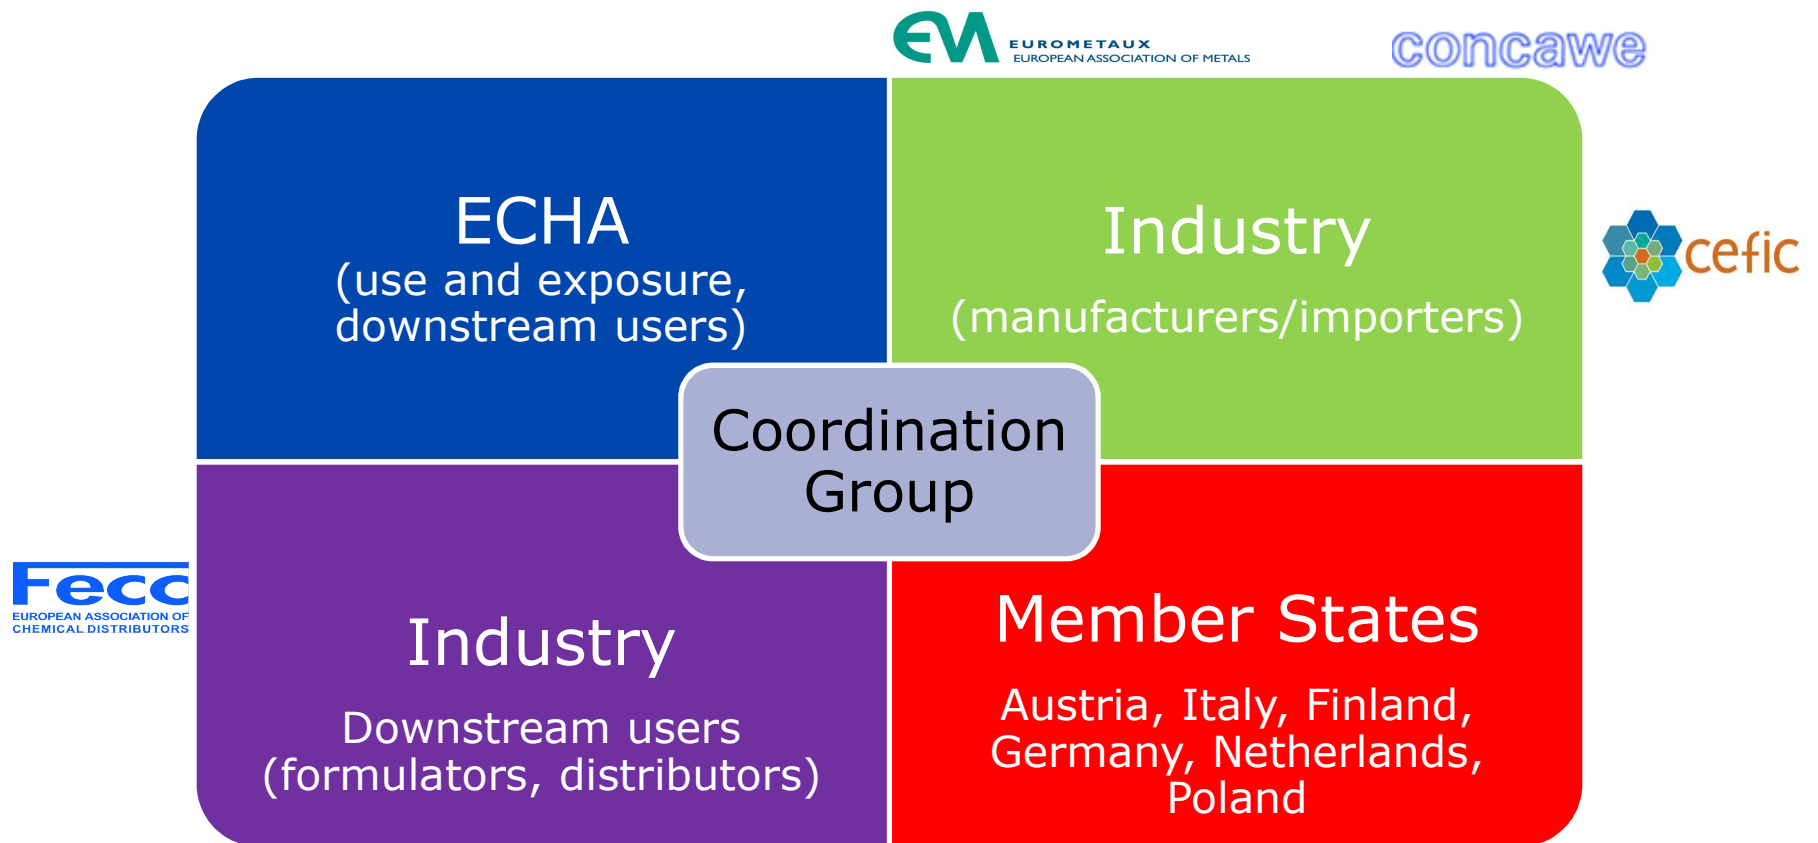 EM EUROMETAUX
EUROPEAN ASSOCIATION OF METALS
concawe
ECHA
(use and exposure,
downstream users)
Industry
(manufacturers/importers)
cefic
Coordination
Group
Fecc
EUROPEAN ASSOCIATION OF
CHEMICAL DISTRIBUTORS
Industry
Downstream users
(formulators, distributors)
Member States
Austria, Italy, Finland,
Germany, Netherlands,
Poland